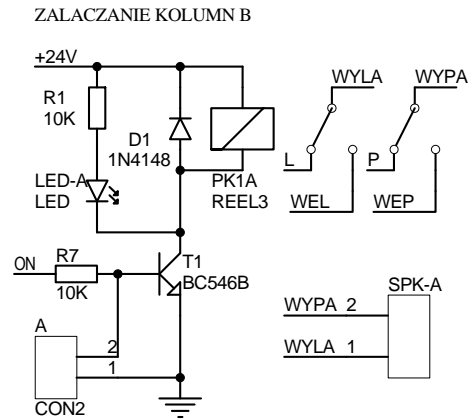 ZALACZANIE KOLUMN B
+24V
WYLA WYPA
R1
10K
D1
1N4148
L P
LED-A
LED
PK1A
REEL3
WEL WEP
ON R7
10K
T1
BC546B
SPK-A
WYPA 2
WYLA 1
A
2
1
CON2